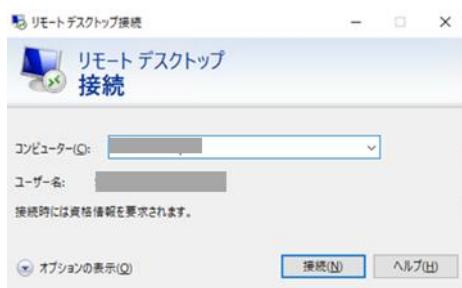 リモート デスクトップ接続
リモート デスクトップ
接続
コンピューター(C):
ユーザー名:
接続時には資格情報を要求されます。
オプションの表示(O) 接続(N) ヘルプ(H)